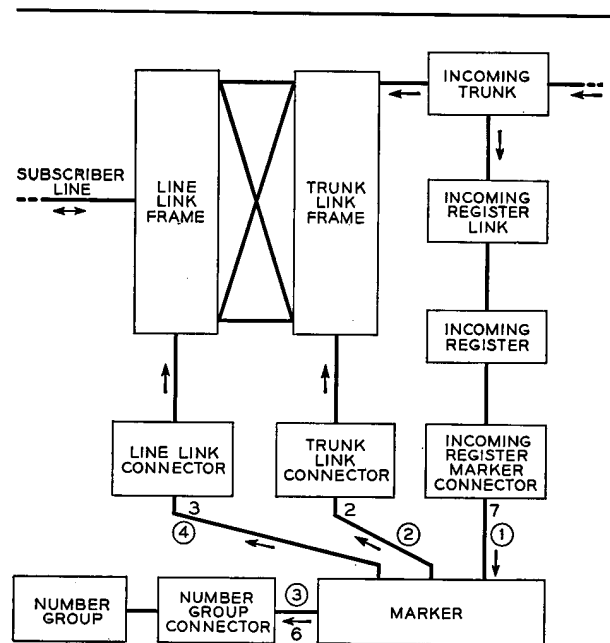 INCOMING
TRUNK
SUBSCRIBER
LINE
LINE
LINK
FRAME
TRUNK
LINK
FRAME
INCOMING
REGISTER
LINK
INCOMING
REGISTER
LINE LINK
CONNECTOR
TRUNK
LINK
CONNECTOR
INCOMING
REGISTER
MARKER
CONNECTOR
3
4
2
2
7
1
NUMBER
GROUP
NUMBER
GROUP
CONNECTOR
3
6
MARKER